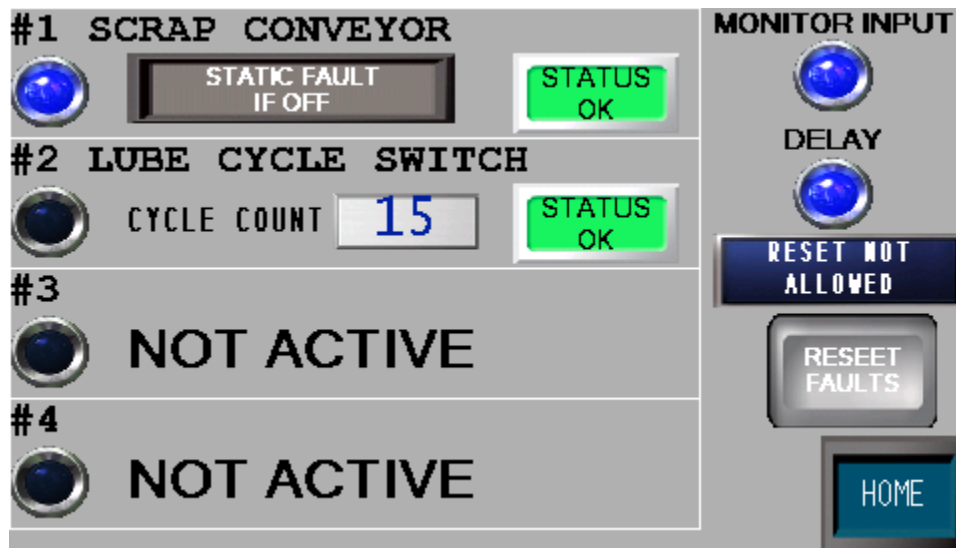 #1 SCRAP CONVEYOR
STATIC FAULT
IF OFF
STATUS
OK
#2 LUBE CYCLE SWITCH
CYCLE COUNT 15
STATUS
OK
#3
NOT ACTIVE
#4
NOT ACTIVE
MONITOR INPUT
DELAY
RESET NOT
ALLOWED
RESEET
FAULTS
HOME